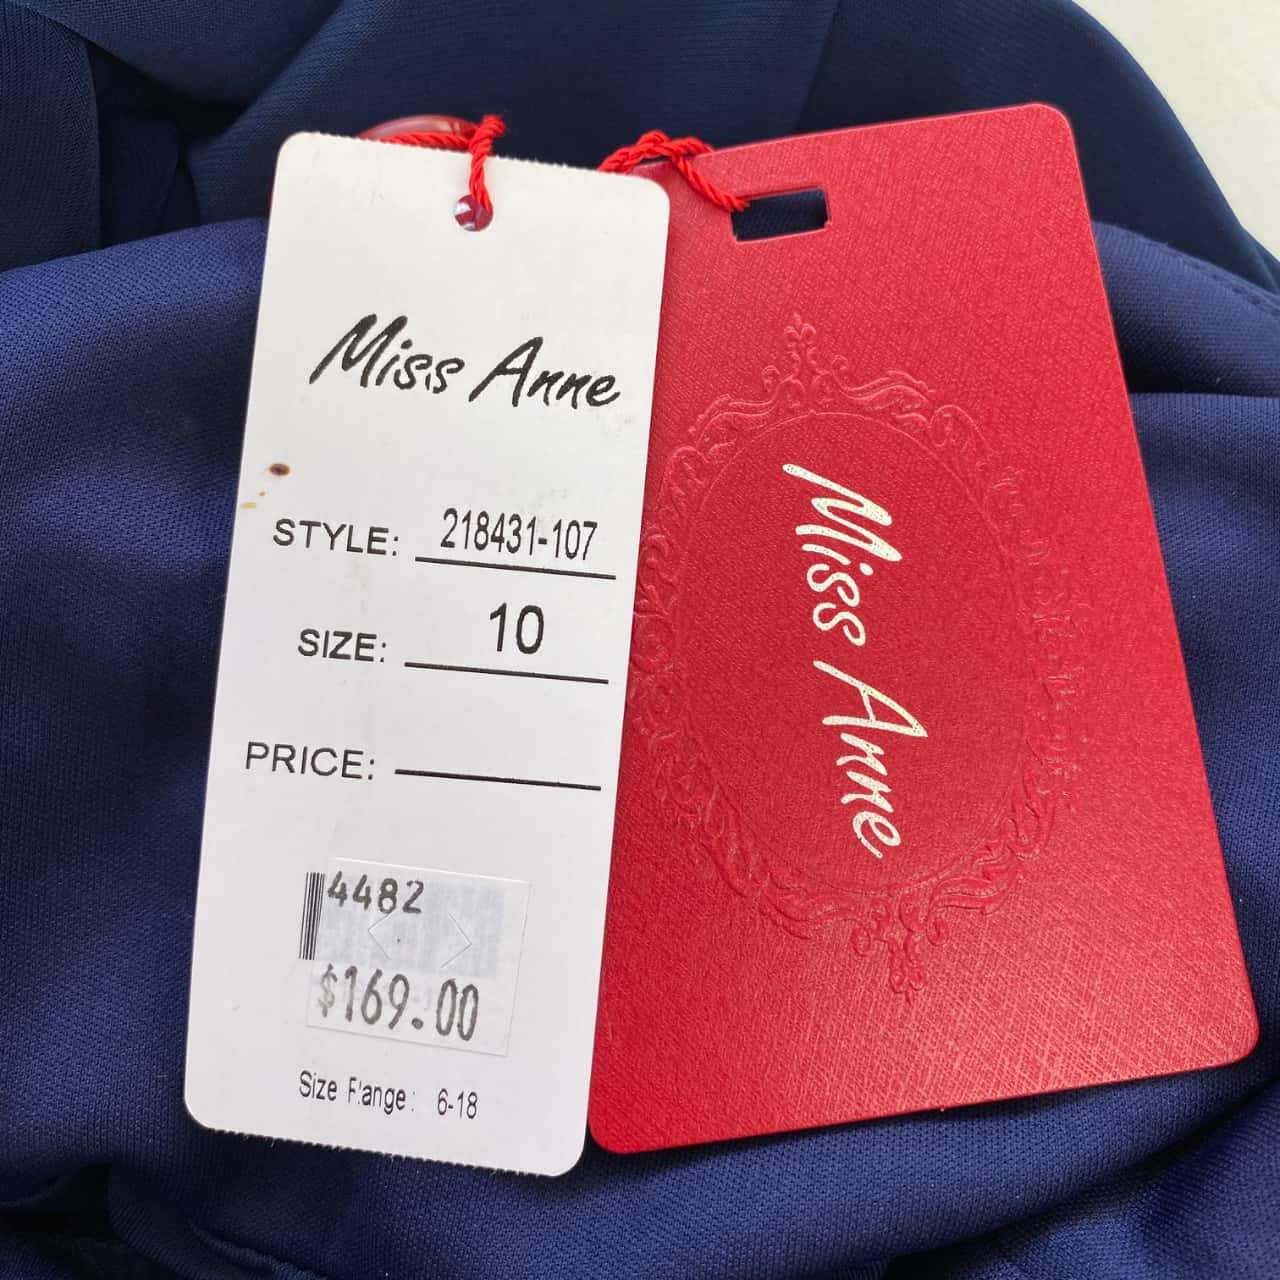 Miss Anne
STYLE: 218431-107
SIZE: 10
PRICE:
4482
$169.00
Size Range: 6-18
Miss Anne